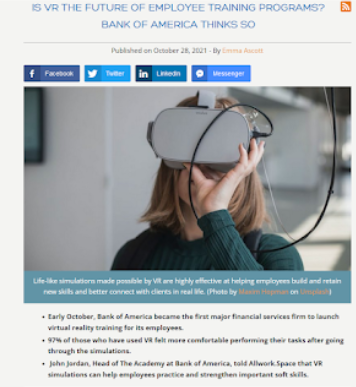 IS VR THE FUTURE OF EMPLOYEE TRAINING PROGRAMS?
BANK OF AMERICA THINKS SO
Published on October 28, 2021 - By Emma Ascott
Facebook
Twitter
LinkedIn
Messenger
Life-like simulations made possible by VR are highly effective at helping employees build and retain
new skills and better connect with clients in real life. (Photo by Maxim Hopman on Unsplash)
• Early October, Bank of America became the first major financial services firm to launch
virtual reality training for its employees.
• 97% of those who have used VR felt more comfortable performing their tasks after going
through the simulations.
• John Jordan, Head of The Academy at Bank of America, told Allwork.Space that VR
simulations can help employees practice and strengthen important soft skills.